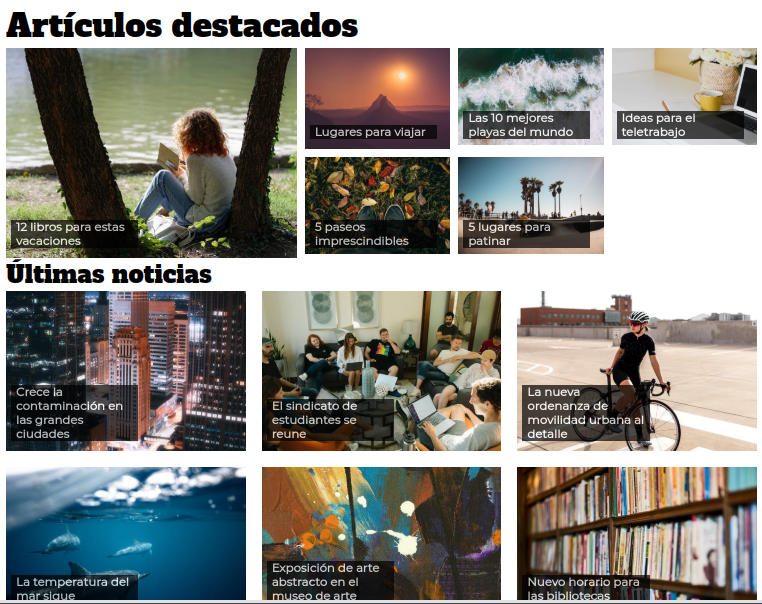 Artículos destacados
12 libros para estas
vacaciones
Lugares para viajar
Las 10 mejores
playas del mundo
Ideas para el
teletrabajo
5 paseos
imprescindibles
5 lugares para
patinar
Últimas noticias
Crece la
contaminación en
las grandes
ciudades
El sindicato de
estudiantes se
reune
La nueva
ordenanza de
movilidad urbana al
detalle
La temperatura del
mar sigue
Exposición de arte
abstracto en el
museo de arte
Nuevo horario para
las bibliotecas